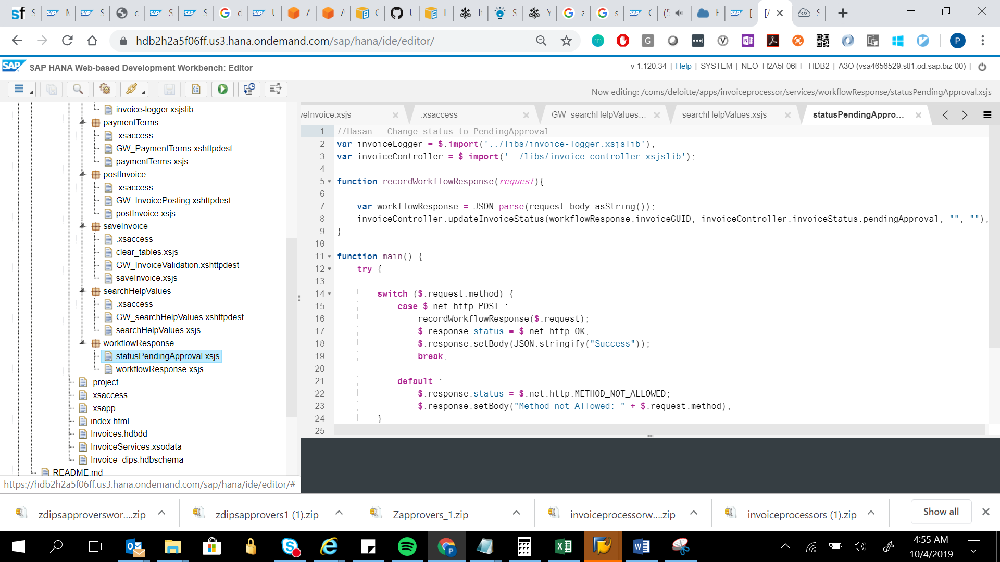 hdb2h2a5f06ff.us3.hana.ondemand.com/sap/hana/ide/editor/
SAP SAP HANA Web-based Development Workbench: Editor
v 1.120.34 | Help | SYSTEM | NEO_H2A5F06FF_HDB2 | A3O (vsa4656529.stl1.od.sap.biz 00) |
Now editing: /coms/deloitte/apps/invoiceprocessor/services/workflowResponse/statusPendingApproval.xsjs
invoice-logger.xsjslib
paymentTerms
.xsaccess
GW_PaymentTerms.xshttpdest
paymentTerms.xsjs
postInvoice
.xsaccess
GW_InvoicePosting.xshttpdest
postInvoice.xsjs
saveInvoice
.xsaccess
clear_tables.xsjs
GW_InvoiceValidation.xshttpdest
saveInvoice.xsjs
searchHelpValues
.xsaccess
GW_searchHelpValues.xshttpdest
searchHelpValues.xsjs
workflowResponse
statusPendingApproval.xsjs
workflowResponse.xsjs
.project
.xsaccess
.xsapp
index.html
Invoices.hdbdd
InvoiceServices.xsodata
Invoice_dips.hdbschema
README.md
https://hdb2h2a5f06ff.us3.hana.ondemand.com/sap/hana/ide/editor/#
veInvoice.xsjs
.xsaccess
GW_searchHelpValues...
searchHelpValues.xsjs
statusPendingAppro...
1 //Hasan - Change status to PendingApproval
2 var invoiceLogger = $.import('../libs/invoice-logger.xsjslib');
3 var invoiceController = $.import('../libs/invoice-controller.xsjslib');
4
5 function recordWorkflowResponse(request){
6
7 var workflowResponse = JSON.parse(request.body.asString());
8 invoiceController.updateInvoiceStatus(workflowResponse.invoiceGUID, invoiceController.invoiceStatus.pendingApproval, "", "");
9 }
10
11 function main() {
12 try {
13
14 switch ($.request.method) {
15 case $.net.http.POST :
16 recordWorkflowResponse($.request);
17 $.response.status = $.net.http.OK;
18 $.response.setBody(JSON.stringify("Success"));
19 break;
20
21 default :
22 $.response.status = $.net.http.METHOD_NOT_ALLOWED;
23 $.response.setBody("Method not Allowed: " + $.request.method);
24 }
25
zdipsapproverswor....zip
zdipsapprovers1 (1).zip
Zapprovers_1.zip
invoiceprocessorw....zip
invoiceprocessors (1).zip
Show all
4:55 AM
10/4/2019